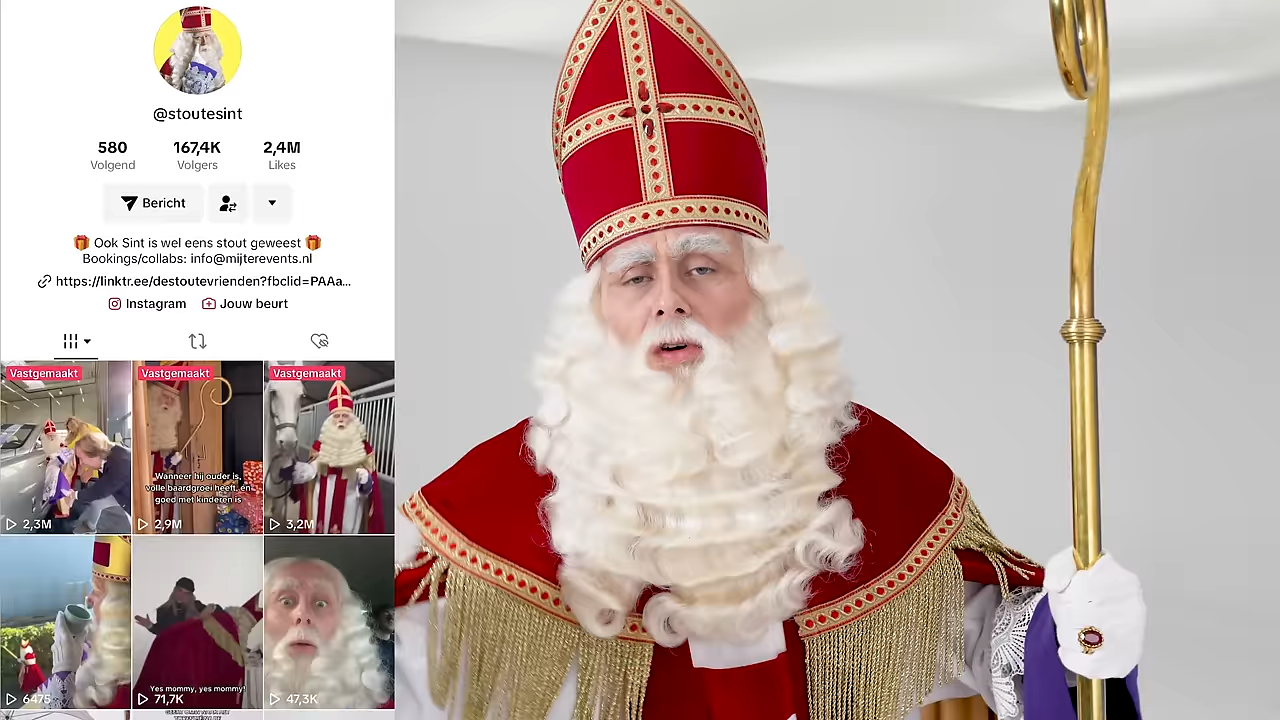 @stoutesint
580
167,4K
2,4M
Volgend
Volgers
Likes
Bericht
🎁 Ook Sint is wel eens stout geweest 🎁
Bookings/collabs: info@mijterevents.nl
https://linktr.ee/destoutevrienden?fbclid=PAAa...
Instagram
Jouw beurt
Vastgemaakt
Vastgemaakt
Vastgemaakt
Wanneer hij ouder is,
volle baardgroei heeft, en
goed met kinderen is
2,3M
2,9M
3,2M
Yes mommy, yes mommy!
6475
71,7K
47,3K